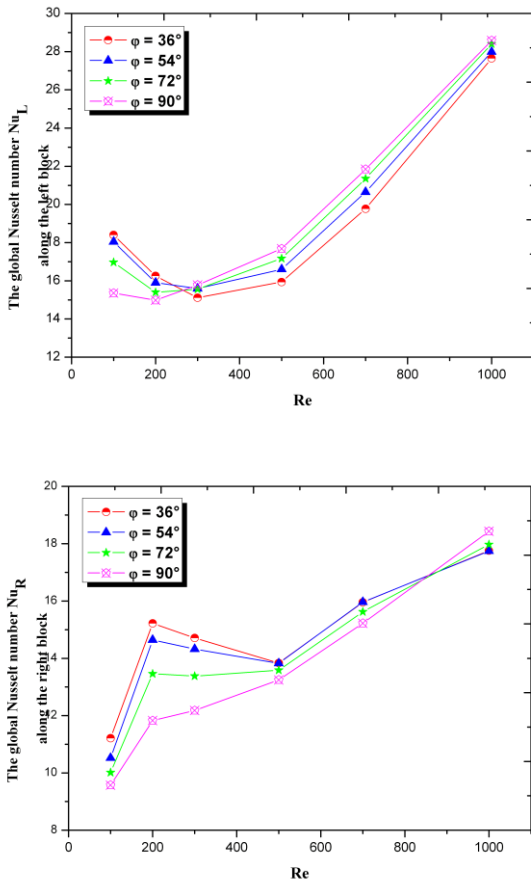 The global Nusselt number Nu_L
along the left block
30
28
26
24
22
20
18
16
14
12
φ = 36°
φ = 54°
φ = 72°
φ = 90°
0 200 400 600 800 1000
Re
The global Nusselt number Nu_R
along the right block
20
18
16
14
12
10
8
φ = 36°
φ = 54°
φ = 72°
φ = 90°
0 200 400 600 800 1000
Re